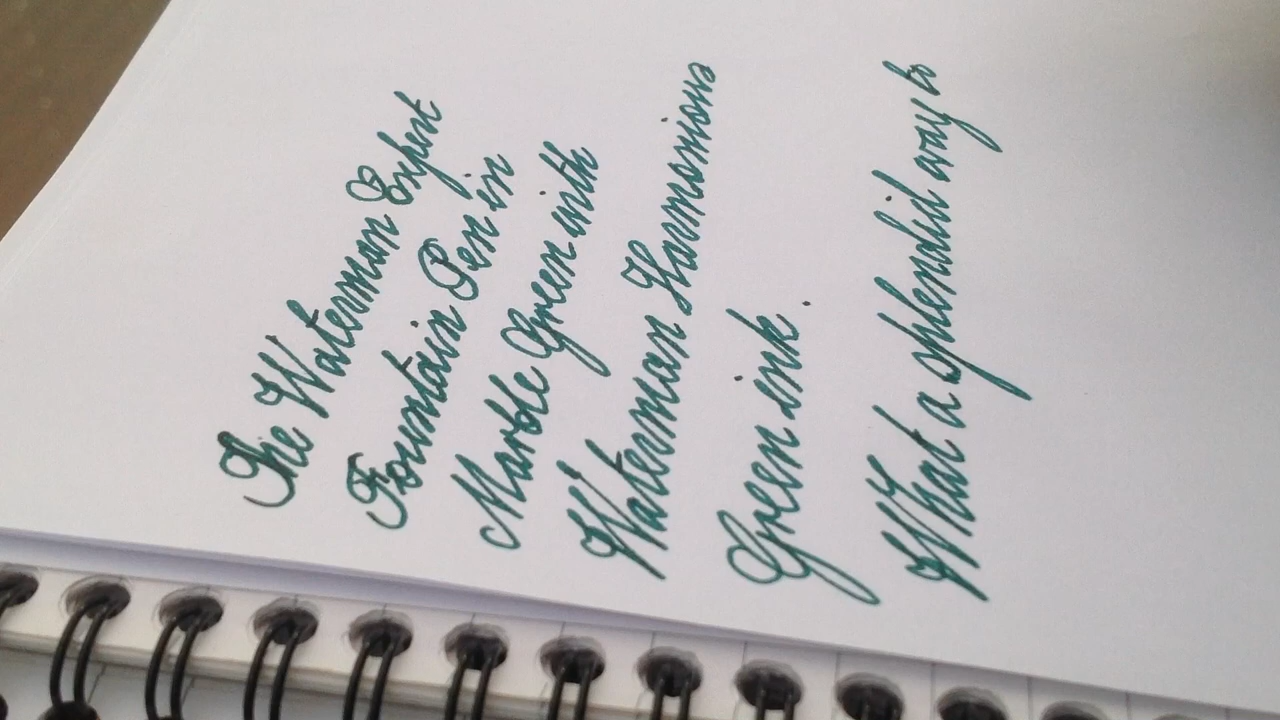 The Waterman Expert
Fountain Pen in
Marble Green with
Waterman Harmonious
Green ink.
What a splendid way to